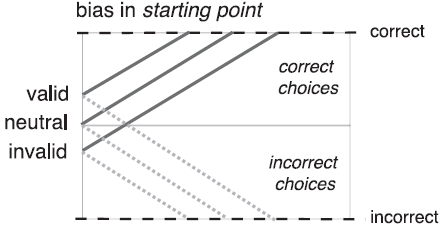 bias in starting point
correct
correct
choices
valid
neutral
invalid
incorrect
choices
incorrect